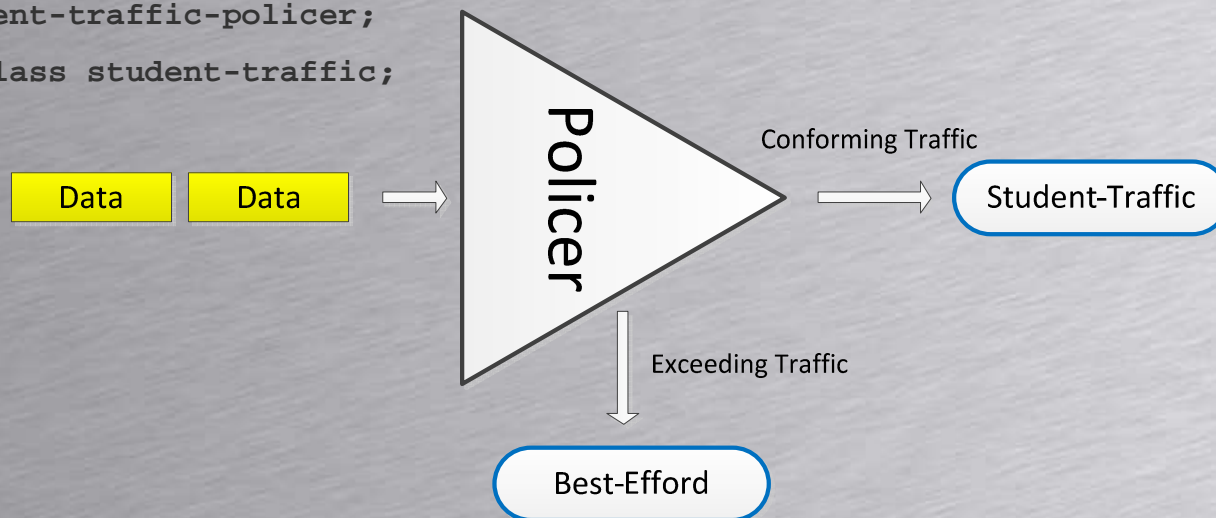 ent-traffic-policer;
lass student-traffic;
Data Data
Policer
Conforming Traffic
Student-Traffic
Exceeding Traffic
Best-Efford